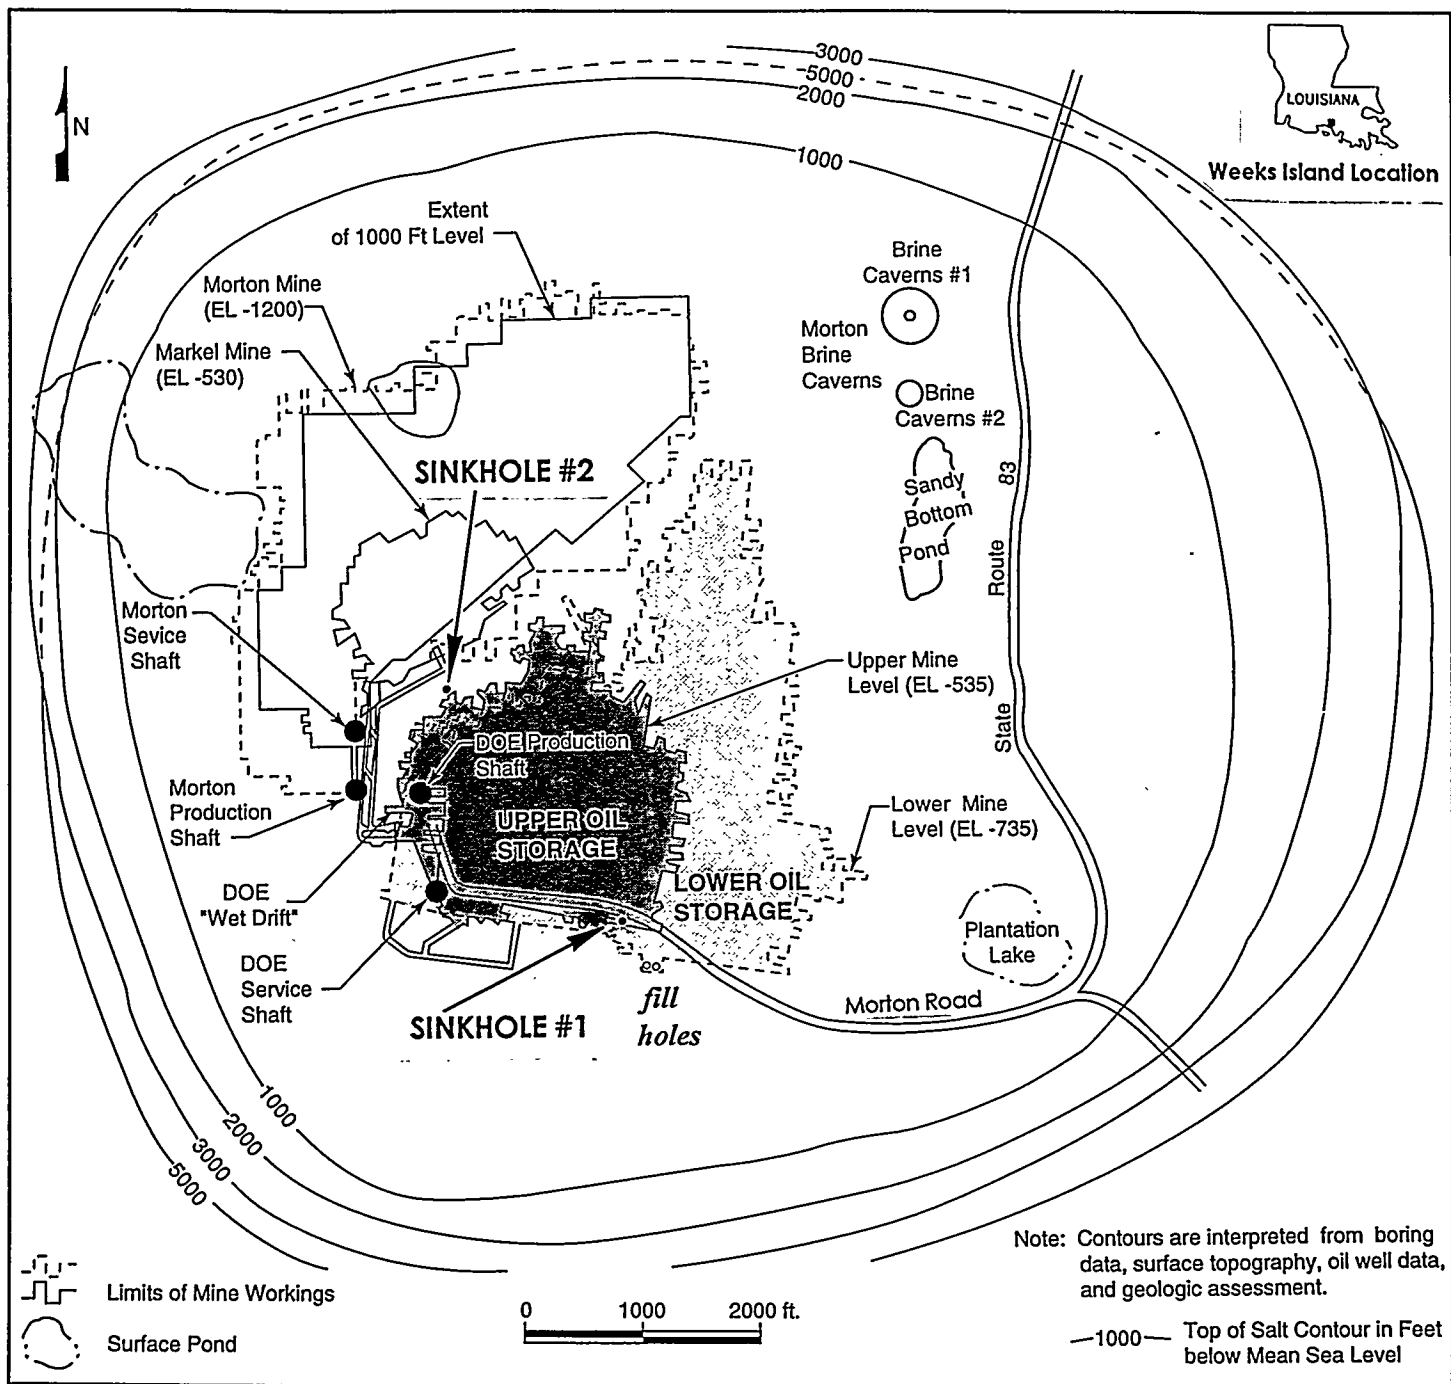 3000
5000
2000
1000
N
LOUISIANA
Weeks Island Location
Extent
of 1000 Ft Level
Morton Mine
(EL -1200)
Markel Mine
(EL -530)
Brine
Caverns #1
Morton
Brine
Caverns
Brine
Caverns #2
SINKHOLE #2
Sandy
Bottom
Pond
State Route 83
Morton
Sevice
Shaft
Upper Mine
Level (EL -535)
DOE Production
Shaft
Morton
Production
Shaft
UPPER OIL
STORAGE
Lower Mine
Level (EL -735)
LOWER OIL
STORAGE
DOE
"Wet Drift"
Plantation
Lake
DOE
Service
Shaft
SINKHOLE #1
fill
holes
Morton Road
1000
2000
3000
5000
Limits of Mine Workings
Surface Pond
0 1000 2000 ft.
Note: Contours are interpreted from boring
data, surface topography, oil well data,
and geologic assessment.
1000 Top of Salt Contour in Feet
below Mean Sea Level